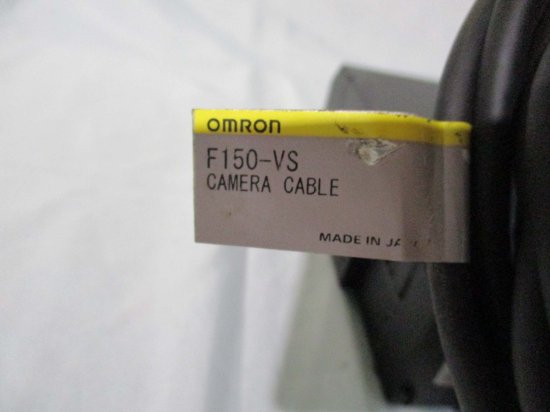 OMRON
F150-VS
CAMERA CABLE
MADE IN